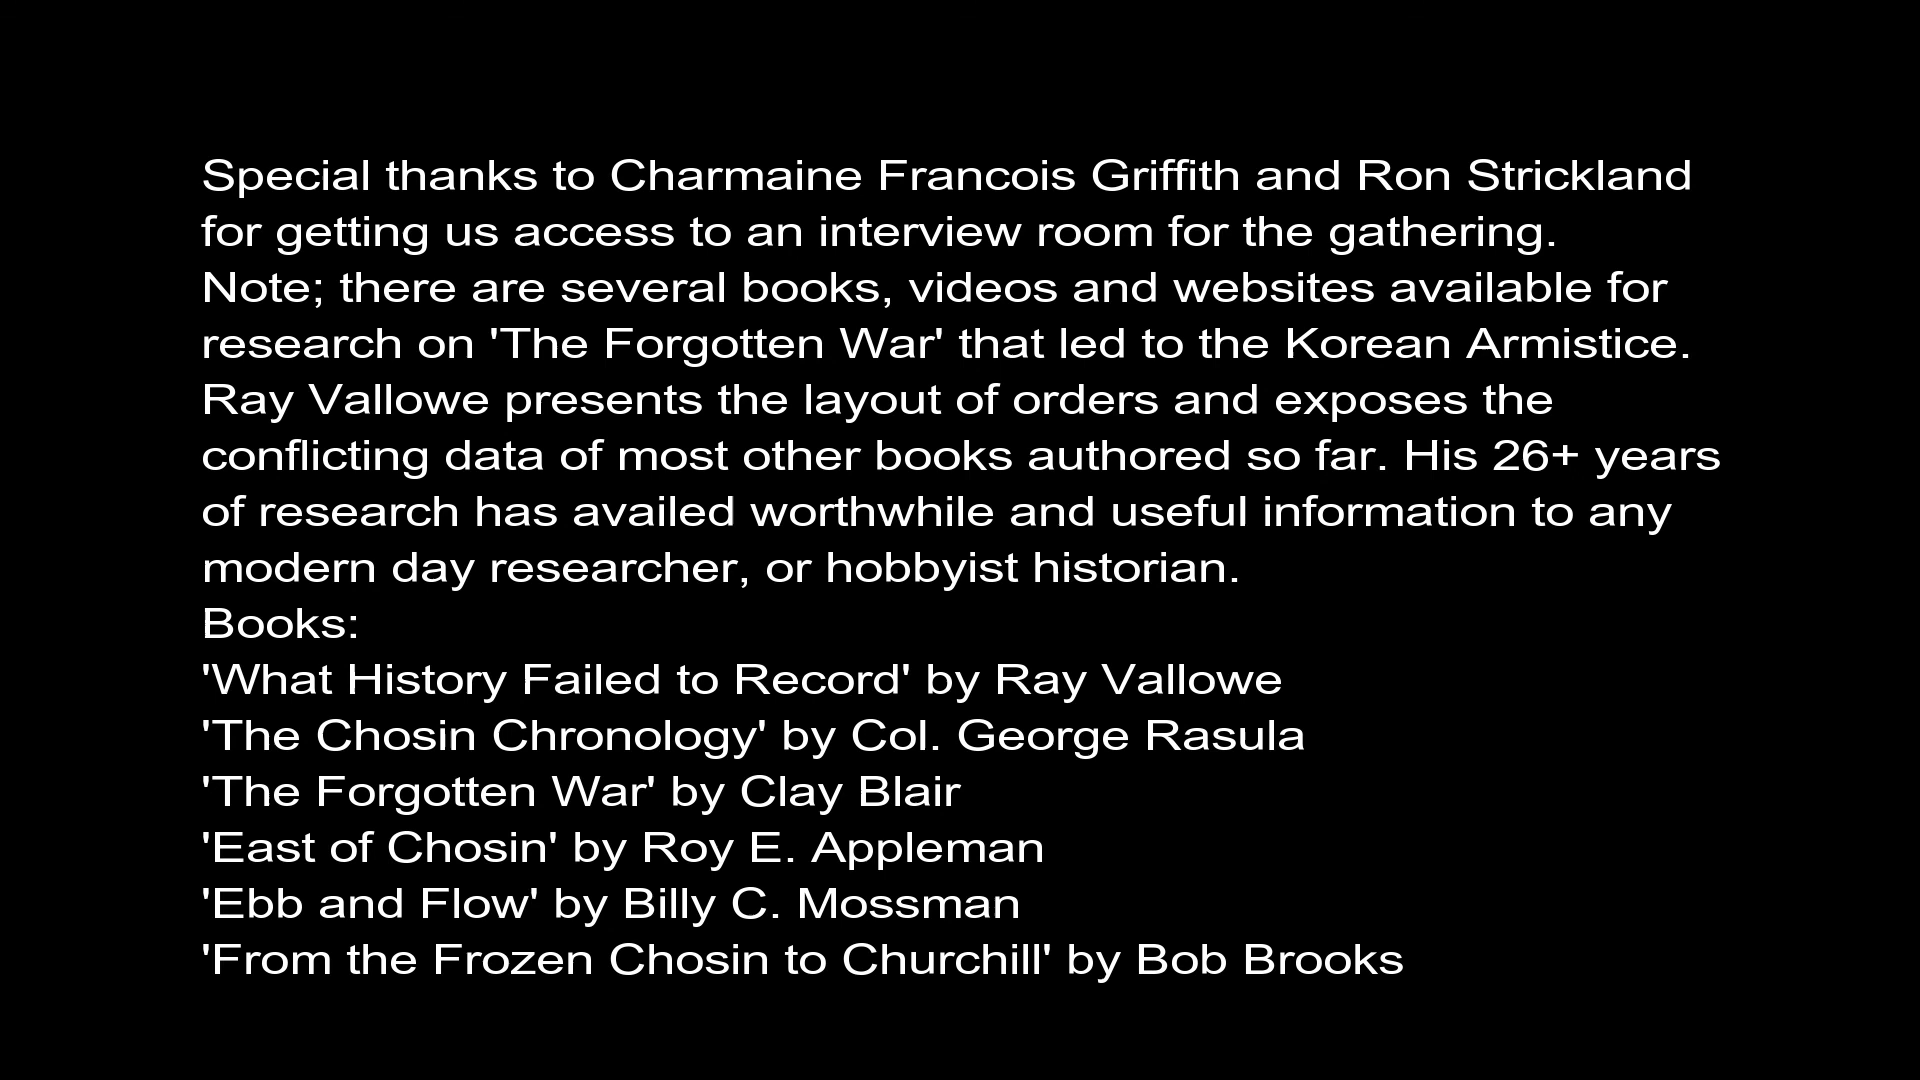 Special thanks to Charmaine Francois Griffith and Ron Strickland
for getting us access to an interview room for the gathering.
Note; there are several books, videos and websites available for
research on 'The Forgotten War' that led to the Korean Armistice.
Ray Vallowe presents the layout of orders and exposes the
conflicting data of most other books authored so far. His 26+ years
of research has availed worthwhile and useful information to any
modern day researcher, or hobbyist historian.
Books:
'What History Failed to Record' by Ray Vallowe
'The Chosin Chronology' by Col. George Rasula
'The Forgotten War' by Clay Blair
'East of Chosin' by Roy E. Appleman
'Ebb and Flow' by Billy C. Mossman
'From the Frozen Chosin to Churchill' by Bob Brooks